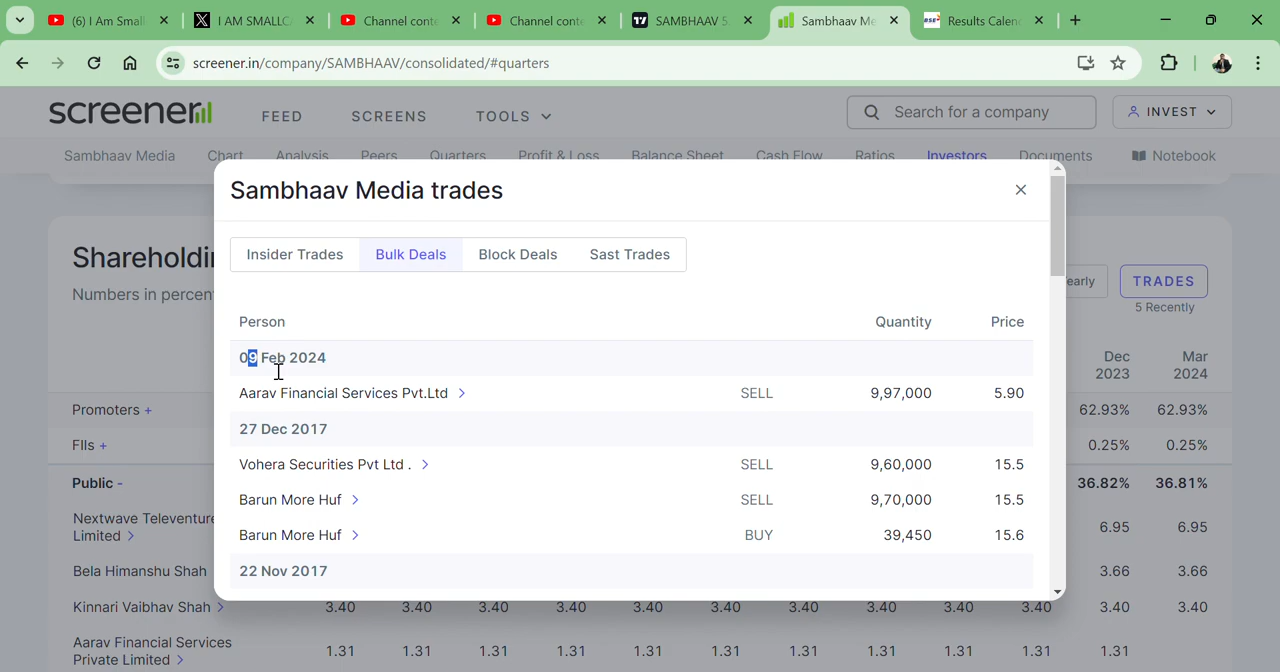 (6) I Am Small
I AM SMALLC
Channel conte
Channel conte
SAMBHAAV 5.
Sambhaav Me
BSE
Results Calend
screener.in/company/SAMBHAAV/consolidated/#quarters
screener
FEED
SCREENS
TOOLS
Search for a company
INVEST
Sambhaav Media
Chart
Analysis
Peers
Quarters
Profit & Loss
Balance Sheet
Cash Flow
Ratios
Investors
Documents
Notebook
Sambhaav Media trades
Insider Trades
Bulk Deals
Block Deals
Sast Trades
Person Quantity Price
09 Feb 2024
Aarav Financial Services Pvt.Ltd SELL 9,97,000 5.90
27 Dec 2017
Vohera Securities Pvt Ltd . SELL 9,60,000 15.5
Barun More Huf SELL 9,70,000 15.5
Barun More Huf BUY 39,450 15.6
22 Nov 2017
Shareholdin
Numbers in percent
early
TRADES
5 Recently
Dec 2023
Mar 2024
Promoters + 62.93% 62.93%
FIIs + 0.25% 0.25%
Public - 36.82% 36.81%
Nextwave Televenture
Limited 6.95 6.95
Bela Himanshu Shah 3.66 3.66
Kinnari Vaibhav Shah 3.40 3.40 3.40 3.40 3.40 3.40 3.40 3.40 3.40 3.40 3.40 3.40
Aarav Financial Services
Private Limited 1.31 1.31 1.31 1.31 1.31 1.31 1.31 1.31 1.31 1.31 1.31